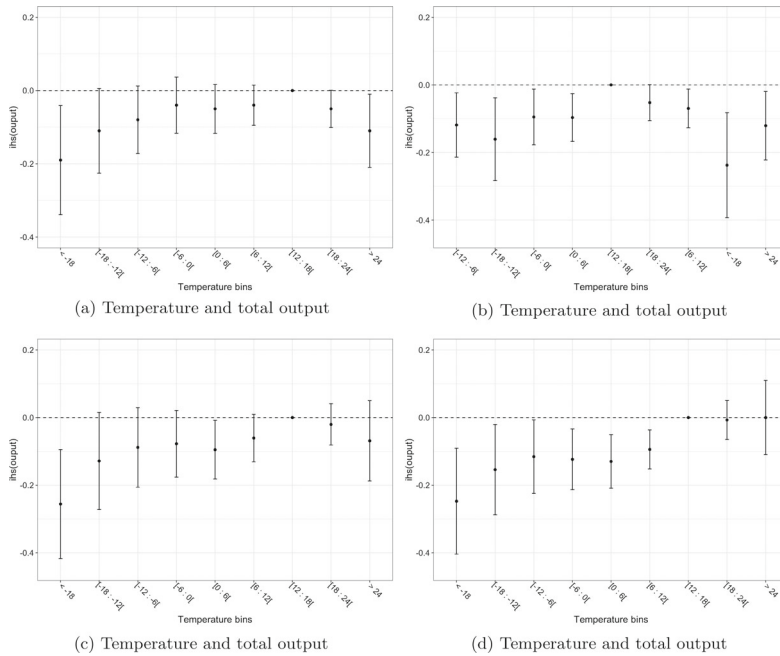 0.2
0.0
-0.2
-0.4
ihs(ouput)
< -18
[-18 : -12[
[-12 : -6[
[-6 : 0[
[0 : 6[
[6 : 12[
[12 : 18[
[18 : 24[
> 24
Temperature bins
(a) Temperature and total output
0.2
0.0
-0.2
-0.4
ihs(ouput)
[-12 : -6[
[-18 : -12[
[-6 : 0[
[0 : 6[
[12 : 18[
[18 : 24[
[6 : 12[
< -18
> 24
Temperature bins
(b) Temperature and total output
0.2
0.0
-0.2
-0.4
ihs(ouput)
< -18
[-18 : -12[
[-12 : -6[
[-6 : 0[
[0 : 6[
[6 : 12[
[12 : 18[
[18 : 24[
> 24
Temperature bins
(c) Temperature and total output
0.2
0.0
-0.2
-0.4
ihs(ouput)
< -18
[-18 : -12[
[-12 : -6[
[-6 : 0[
[0 : 6[
[6 : 12[
[12 : 18[
[18 : 24[
> 24
Temperature bins
(d) Temperature and total output